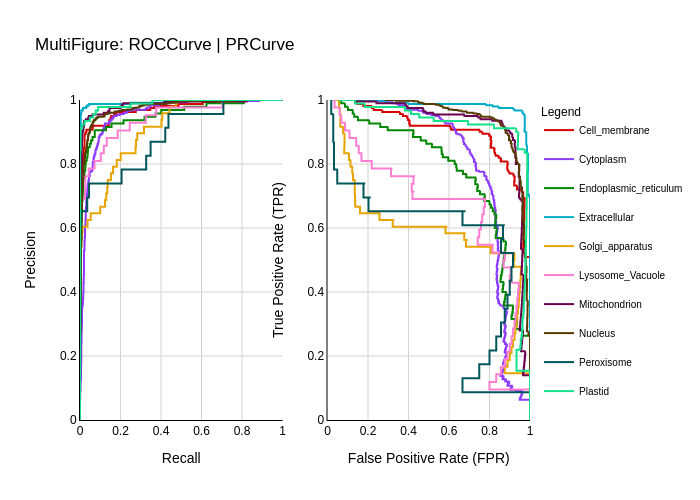 MultiFigure: ROCCurve | PRCurve
Precision
1
0.8
0.6
0.4
0.2
0
0 0.2 0.4 0.6 0.8 1
Recall
True Positive Rate (TPR)
1
0.8
0.6
0.4
0.2
0
0 0.2 0.4 0.6 0.8 1
False Positive Rate (FPR)
Legend
Cell_membrane
Cytoplasm
Endoplasmic_reticulum
Extracellular
Golgi_apparatus
Lysosome_Vacuole
Mitochondrion
Nucleus
Peroxisome
Plastid